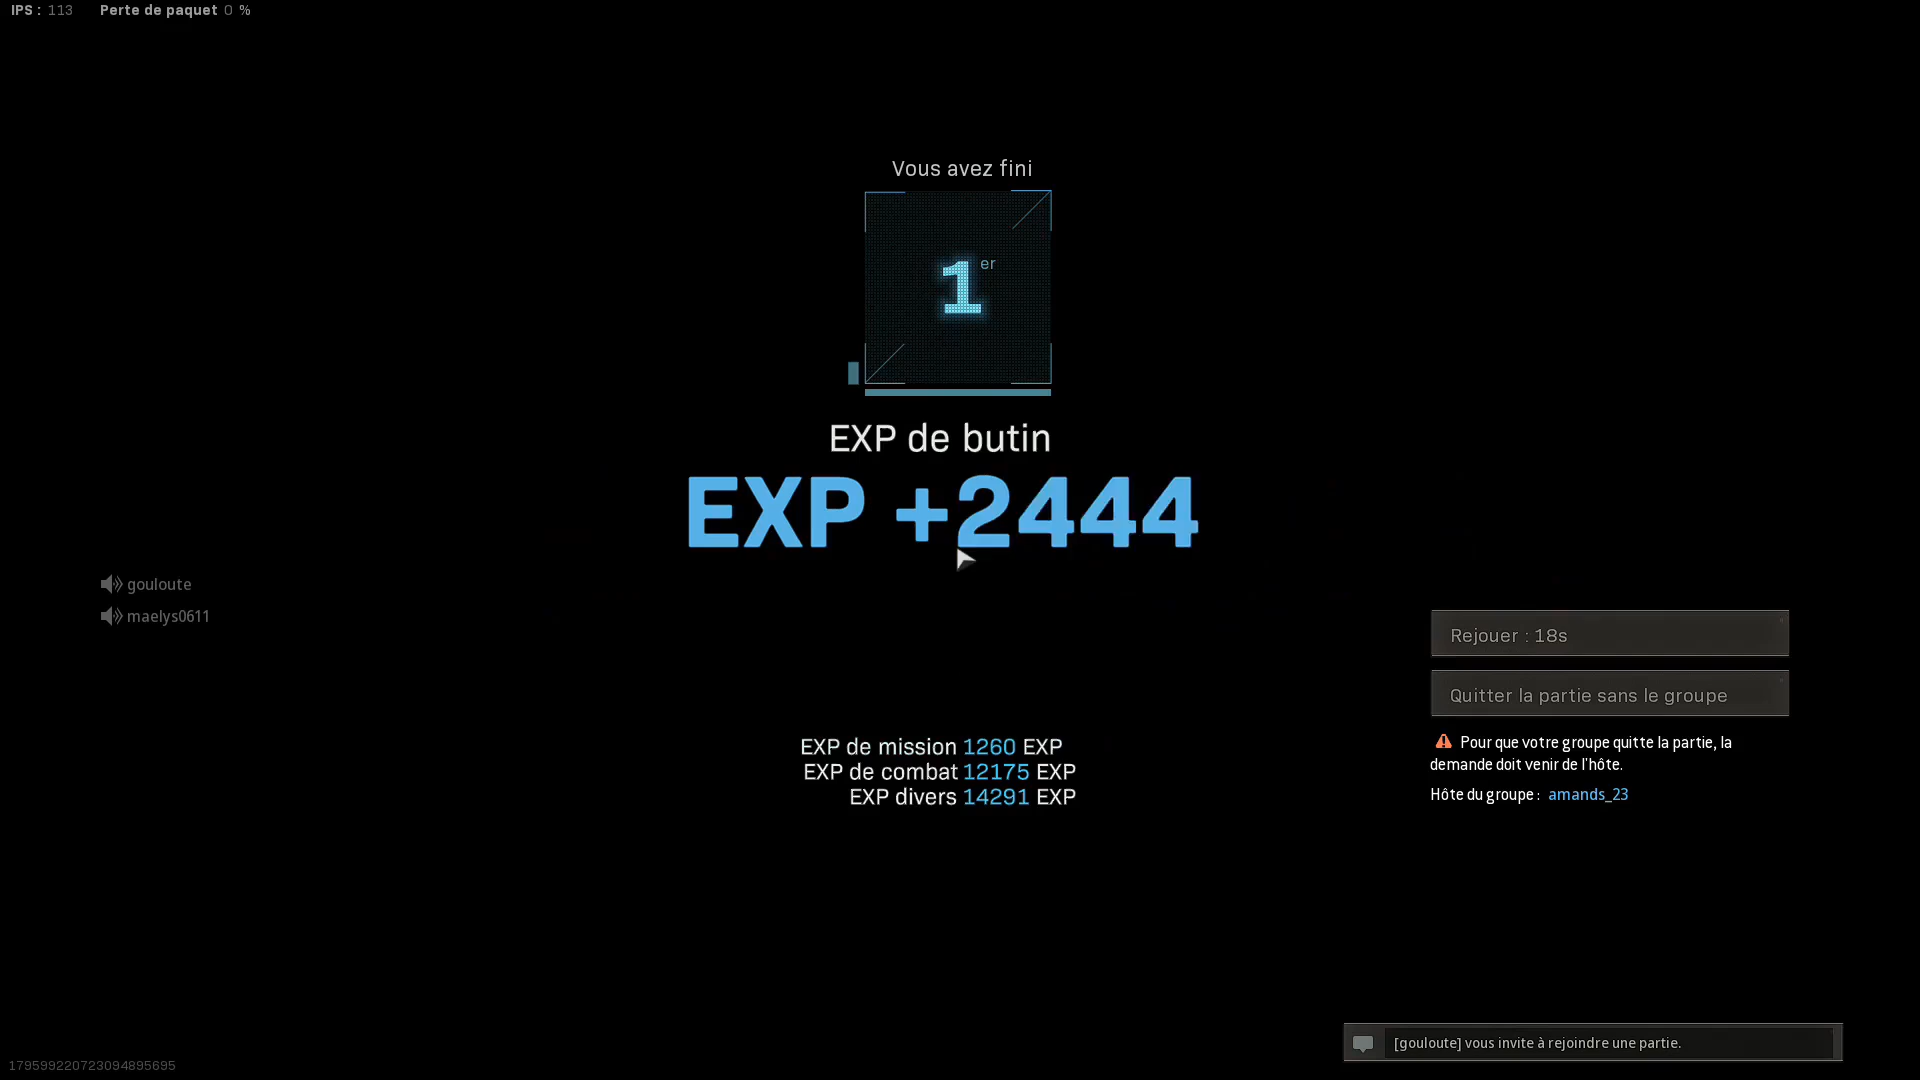 IPS : 113 Perte de paquet 0 %
Vous avez fini
1er
EXP de butin
EXP +2444
gouloute
maelys0611
Rejouer : 18s
Quitter la partie sans le groupe
Pour que votre groupe quitte la partie, la
demande doit venir de l'hôte.
Hôte du groupe : amands_23
EXP de mission 1260 EXP
EXP de combat 12175 EXP
EXP divers 14291 EXP
[gouloute] vous invite à rejoindre une partie.
179599220723094895695